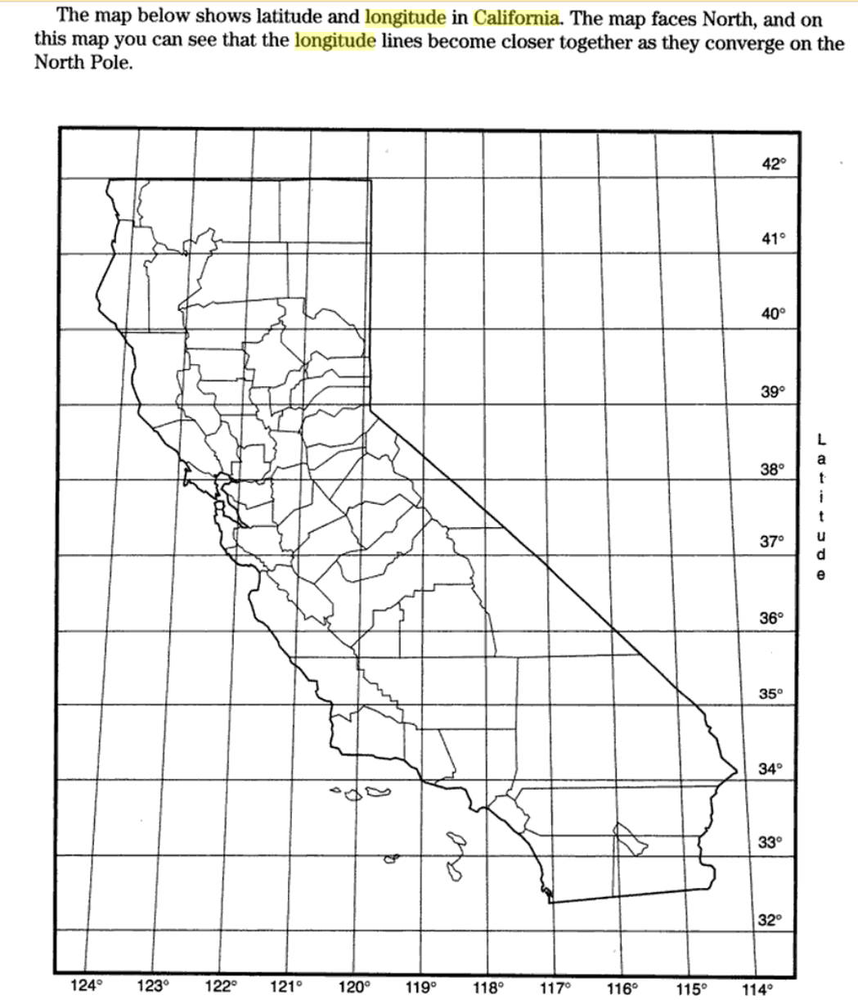 The map below shows latitude and longitude in California. The map faces North, and on
this map you can see that the longitude lines become closer together as they converge on the
North Pole.
42°
41°
40°
39°
38°
37°
36°
35°
34°
33°
32°
Latitude
124° 123° 122° 121° 120° 119° 118° 117° 116° 115° 114°